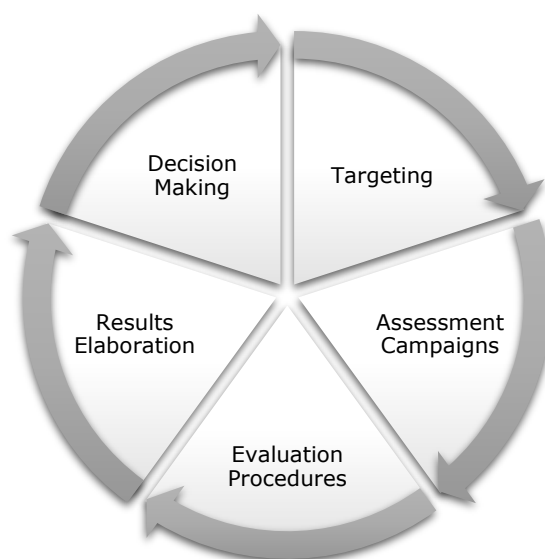 Decision
Making
Targeting
Results
Elaboration
Assessment
Campaigns
Evaluation
Procedures